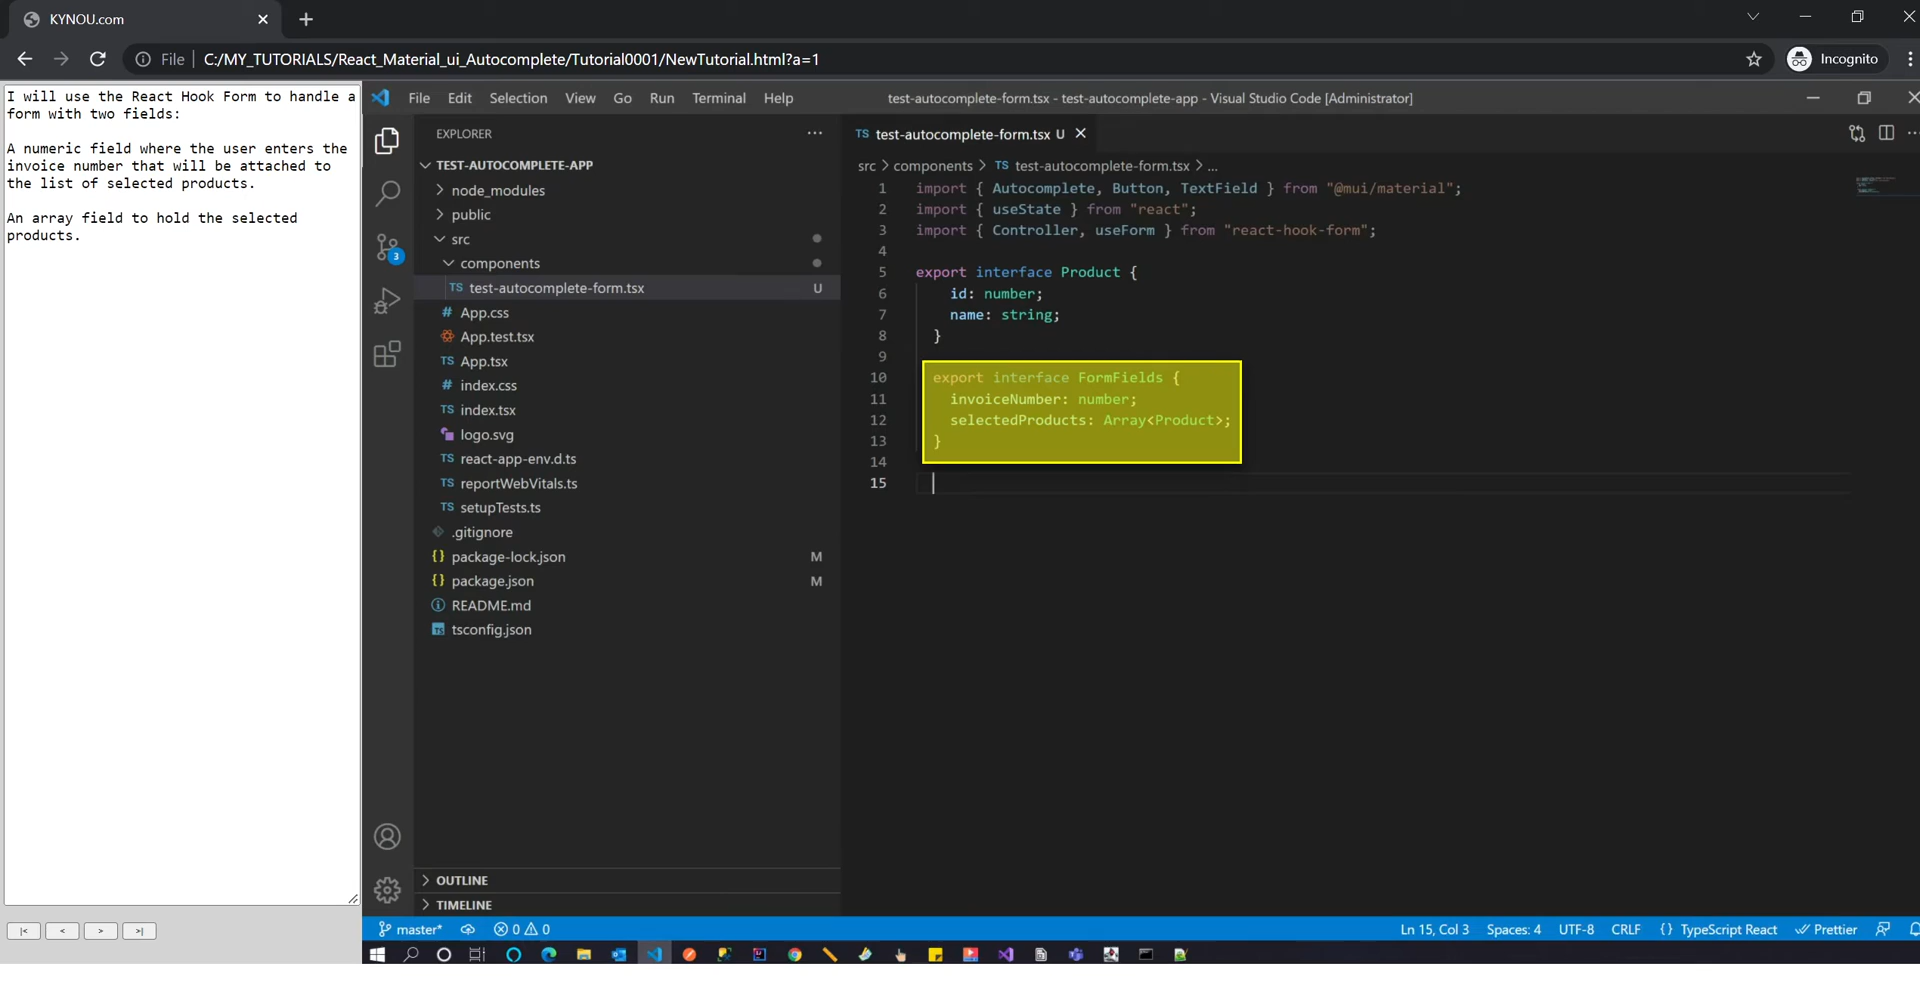 KYNOU.com
File C:/MY_TUTORIALS/React_Material_ui_Autocomplete/Tutorial0001/NewTutorial.html?a=1
Incognito
I will use the React Hook Form to handle a
form with two fields:
A numeric field where the user enters the
invoice number that will be attached to
the list of selected products.
An array field to hold the selected
products.
|<
<
>
>|
File Edit Selection View Go Run Terminal Help
test-autocomplete-form.tsx - test-autocomplete-app - Visual Studio Code [Administrator]
3
EXPLORER
TEST-AUTOCOMPLETE-APP
node_modules
public
src
components
TS test-autocomplete-form.tsx U
# App.css
App.test.tsx
TS App.tsx
# index.css
TS index.tsx
logo.svg
TS react-app-env.d.ts
TS reportWebVitals.ts
TS setupTests.ts
.gitignore
{} package-lock.json M
{} package.json M
README.md
TS tsconfig.json
OUTLINE
TIMELINE
TS test-autocomplete-form.tsx U
src > components > TS test-autocomplete-form.tsx > ...
1 import { Autocomplete, Button, TextField } from "@mui/material";
2 import { useState } from "react";
3 import { Controller, useForm } from "react-hook-form";
4
5 export interface Product {
6 id: number;
7 name: string;
8 }
9
10 export interface FormFields {
11 invoiceNumber: number;
12 selectedProducts: Array<Product>;
13 }
14
15
master* 0 0
Ln 15, Col 3 Spaces: 4 UTF-8 CRLF {} TypeScript React Prettier